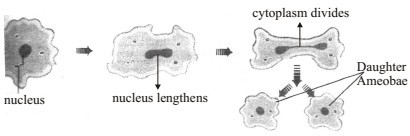 cytoplasm divides
Daughter
Ameobae
nucleus
nucleus lengthens